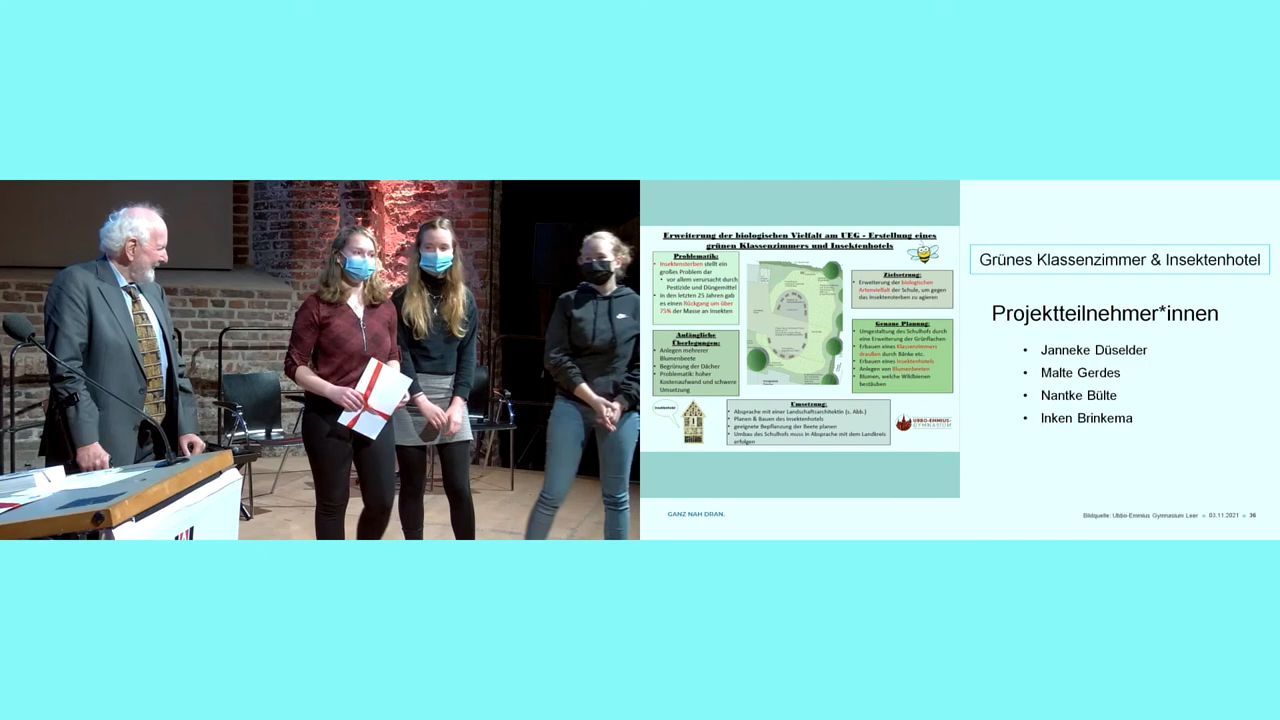 Erweiterung der biologischen Vielfalt am UEG - Erstellung eines
grünen Klassenzimmers und Insektenhotels
Problematik:
• Insektensterben stellt ein
großes Problem dar
• vor allem verursacht durch
Pestizide und Düngemittel
• In den letzten 25 Jahren gab
es einen Rückgang um über
75% der Masse an Insekten
Anfängliche
Überlegungen:
• Anlegen mehrerer
Blumenbeete
• Begrünung der Dächer
• Problematik: hoher
Kostenaufwand und schwere
Umsetzung
Zielsetzung:
• Erweiterung der biologischen
Artenvielfalt der Schule, um gegen
das Insektensterben zu agieren
Genaue Planung:
• Umgestaltung des Schulhofs durch
eine Erweiterung der Grünflächen
• Erbauen eines Klassenzimmers
draußen durch Bänke etc.
• Erbauen eines Insektenhotels
• Anlegen von Blumenbeeten
• Blumen, welche Wildbienen
bestäuben
Insektenhotel
Umsetzung:
• Absprache mit einer Landschaftsarchitektin (s. Abb.)
• Planen & Bauen des Insektenhotels
• geeignete Bepflanzung der Beete planen
• Umbau des Schulhofs muss in Absprache mit dem Landkreis
erfolgen
UBBO-EMMIUS-
GYMNASIUM
GANZ NAH DRAN.
Grünes Klassenzimmer & Insektenhotel
Projektteilnehmer*innen
• Janneke Düselder
• Malte Gerdes
• Nantke Bülte
• Inken Brinkema
Bildquelle: Ubbo-Emmius Gymnasium Leer 03.11.2021 36